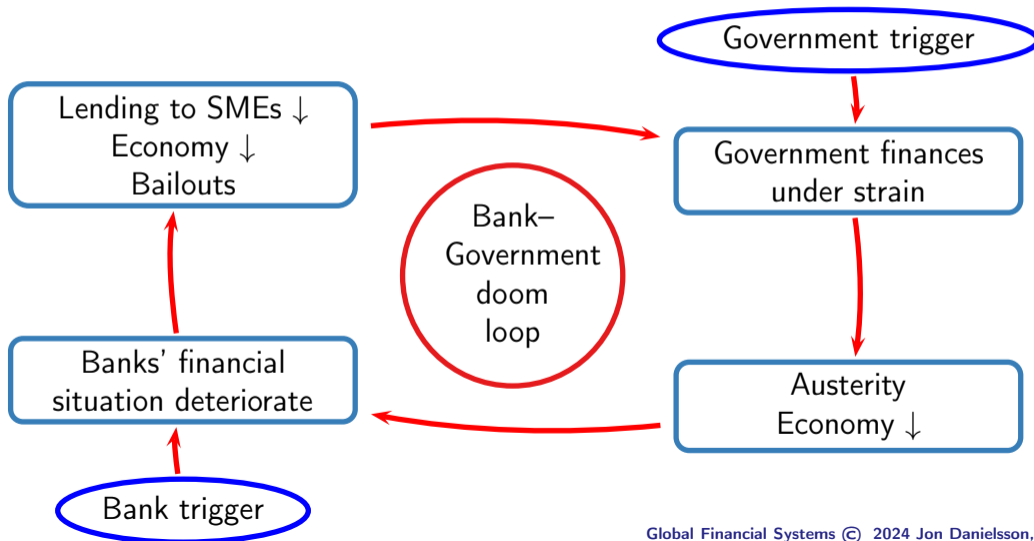 Government trigger
Lending to SMEs ↓
Economy ↓
Bailouts
Government finances
under strain
Bank–
Government
doom
loop
Banks' financial
situation deteriorate
Austerity
Economy ↓
Bank trigger
Global Financial Systems © 2024 Jon Danielsson,